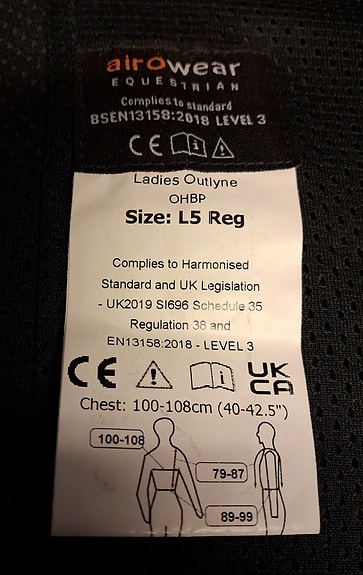 airowear
EQUESTRIAN
Complies to standard
BSEN13158:2018 LEVEL 3
CE
Ladies Outlyne
OHBP
Size: L5 Reg
Complies to Harmonised
Standard and UK Legislation
- UK2019 SI696 Schedule 35
Regulation 38 and
EN13158:2018 - LEVEL 3
CE UK
CA
Chest: 100-108cm (40-42.5")
100-108
79-87
89-99